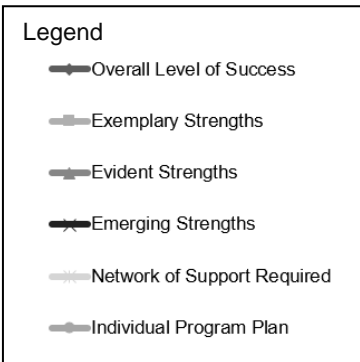 Legend
Overall Level of Success
Exemplary Strengths
Evident Strengths
Emerging Strengths
Network of Support Required
Individual Program Plan